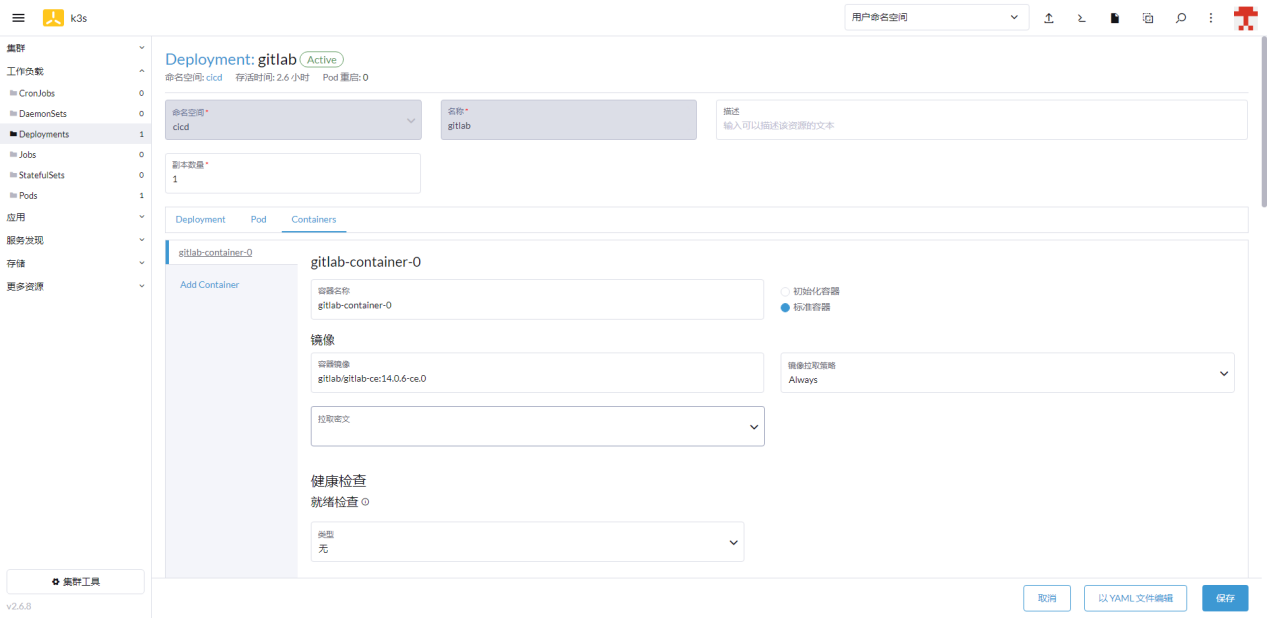 k3s
用户命名空间
集群
工作负载
CronJobs 0
DaemonSets 0
Deployments 1
Jobs 0
StatefulSets 0
Pods 1
应用
服务发现
存储
更多资源
集群工具
v2.6.8
Deployment: gitlab Active
命名空间: cicd 存活时间: 2.6 小时 Pod 重启: 0
命名空间*
cicd
名称*
gitlab
描述
输入可以描述该资源的文本
副本数量*
1
Deployment Pod Containers
gitlab-container-0
Add Container
gitlab-container-0
容器名称
gitlab-container-0
初始化容器
标准容器
镜像
容器镜像
gitlab/gitlab-ce:14.0.6-ce.0
镜像拉取策略
Always
拉取密文
健康检查
就绪检查
类型
无
取消
以 YAML 文件编辑
保存